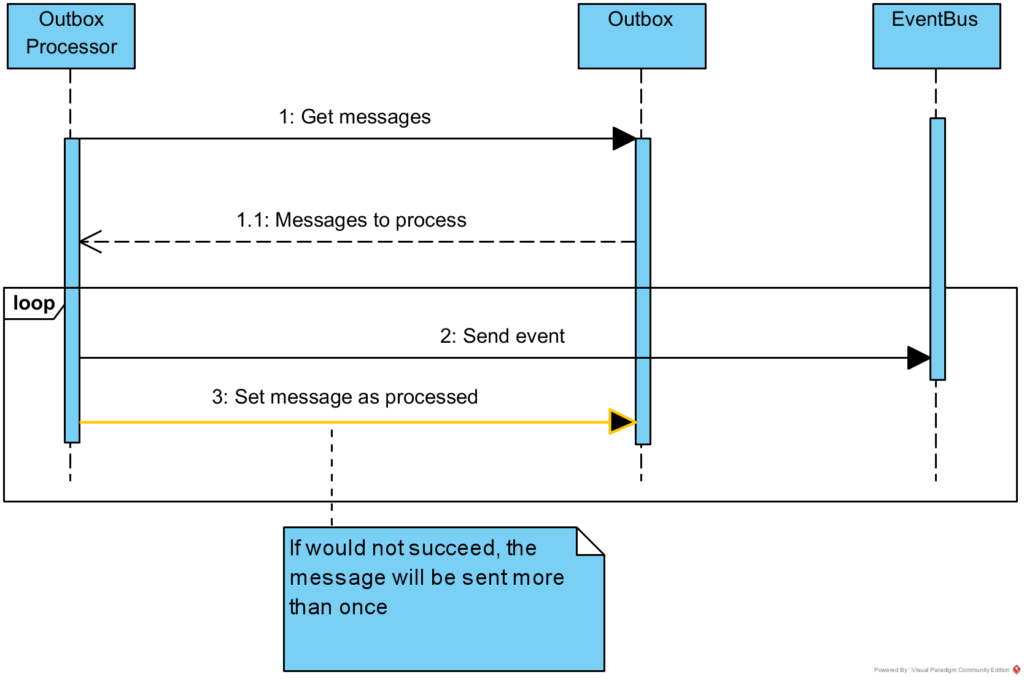 Outbox
Processor
Outbox
EventBus
1: Get messages
1.1: Messages to process
loop
2: Send event
3: Set message as processed
If would not succeed, the
message will be sent more
than once
Powered By Visual Paradigm Community Edition